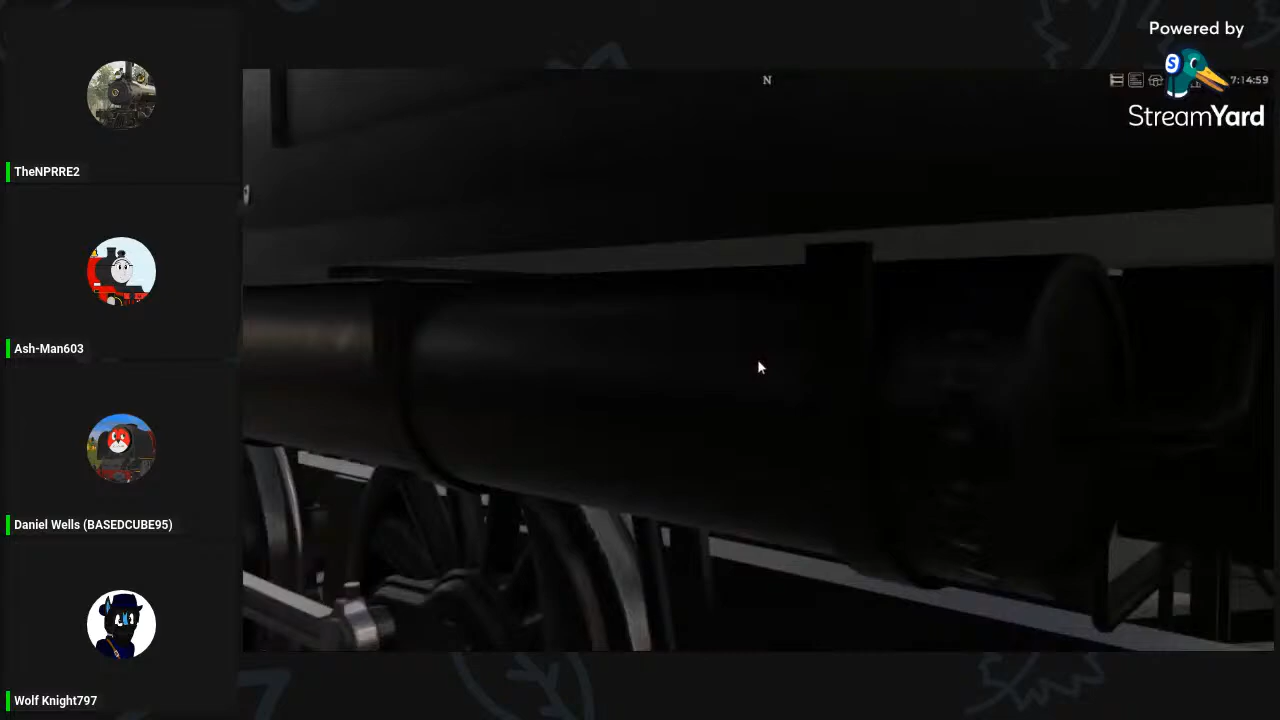 Powered by
S
StreamYard
N
7:14:59
TheNPRRE2
Ash-Man603
Daniel Wells (BASEDCUBE95)
Wolf Knight797